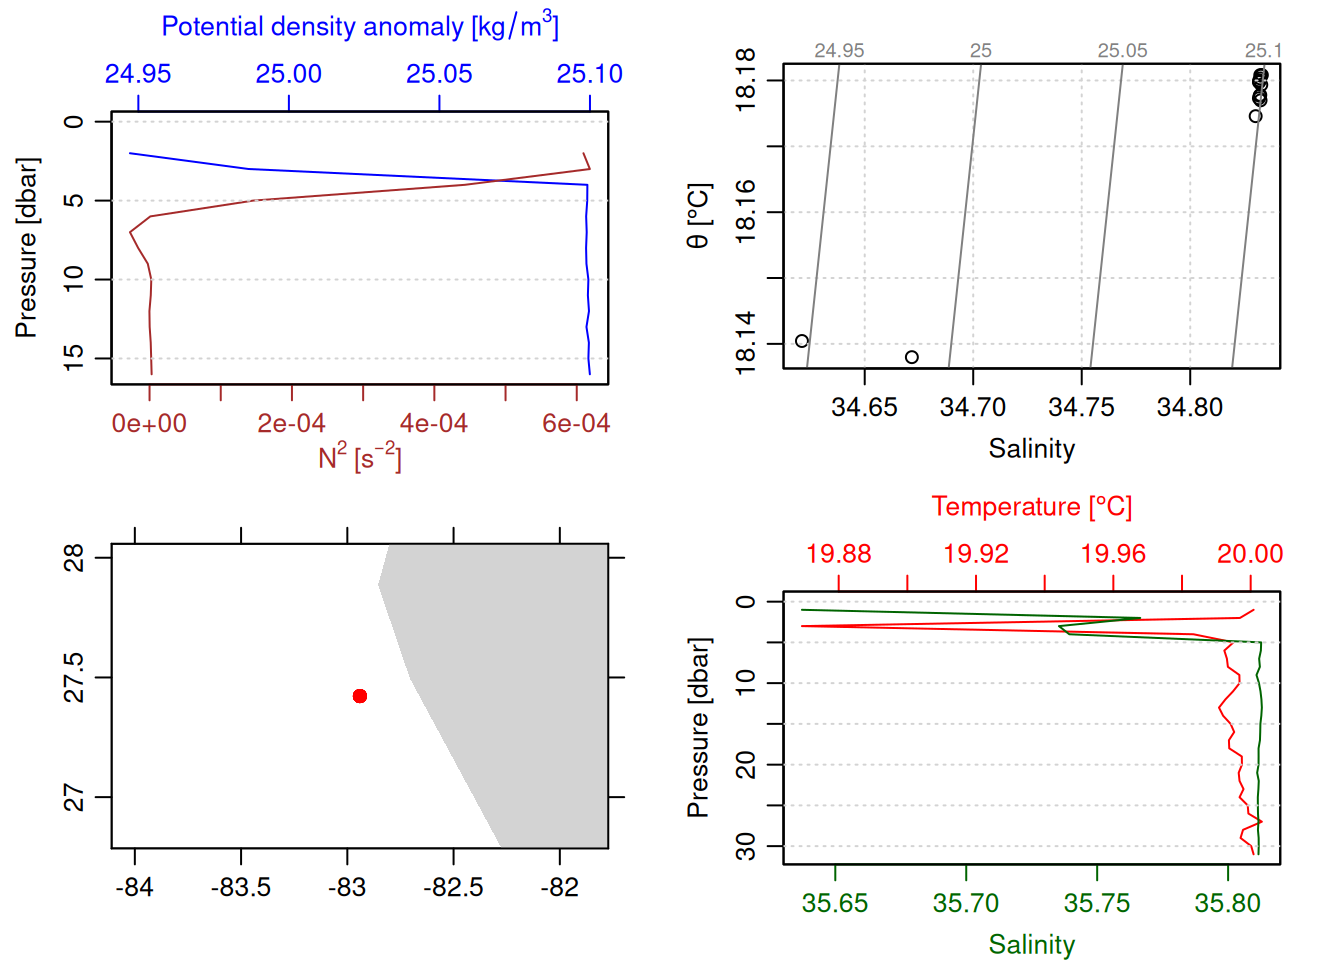 Potential density anomaly [kg/m³]
24.95 25.00 25.05 25.10
0
5
10
15
Pressure [dbar]
0e+00 2e-04 4e-04 6e-04
N² [s⁻²]
24.95 25 25.05 25.1
18.18
18.16
18.14
θ [°C]
34.65 34.70 34.75 34.80
Salinity
28
27.5
27
-84 -83.5 -83 -82.5 -82
Temperature [°C]
19.88 19.92 19.96 20.00
0
10
20
30
Pressure [dbar]
35.65 35.70 35.75 35.80
Salinity